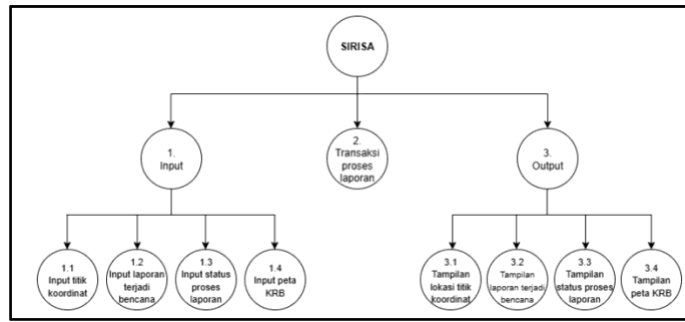 SIRISA
1.
Input
2.
Transaksi
proses
laporan
3.
Output
1.1
Input titik
koordinat
1.2
Input laporan
terjadi
bencana
1.3
Input status
proses
laporan
1.4
Input peta
KRB
3.1
Tampilan
lokasi titik
koordinat
3.2
Tampilan
laporan terjadi
bencana
3.3
Tampilan
status proses
laporan
3.4
Tampilan
peta KRB